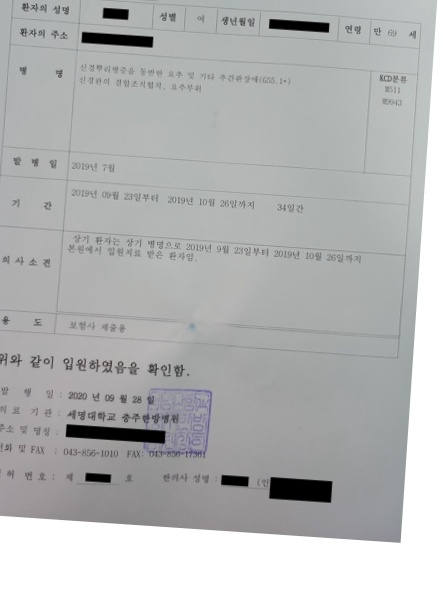 환자의 성명 성별 여 생년월일 연령 만 69 세
환자의 주소
병 명 신경뿌리병증을 동반한 요추 및 기타 추간판장애(G55.1*) KCD분류
신경관의 결합조직협착, 요추부위 M511
M9943
발 병 일 2019년 7월
기 간 2019년 09월 23일부터 2019년 10월 26일까지 34일간
의 사 소 견 상기 환자는 상기 병명으로 2019년 9월 23일부터 2019년 10월 26일까지
본원에서 입원치료 받은 환자임.
용 도 보험사 제출용
위와 같이 입원하였음을 확인함.
발 행 일 : 2020 년 09 월 28 일
의 료 기 관 : 세명대학교 충주한방병원
주소 및 명칭 :
전화 및 FAX : 043-856-1010 FAX: 043-856-17361
면 허 번 호 : 제 호 한의사 성명 : (인